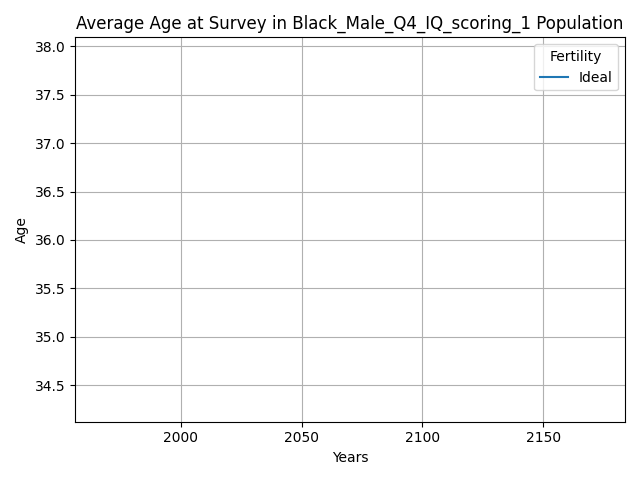 Average Age at Survey in Black_Male_Q4_IQ_scoring_1 Population
Fertility
Ideal
38.0
37.5
37.0
36.5
36.0
35.5
35.0
34.5
Age
2000 2050 2100 2150
Years